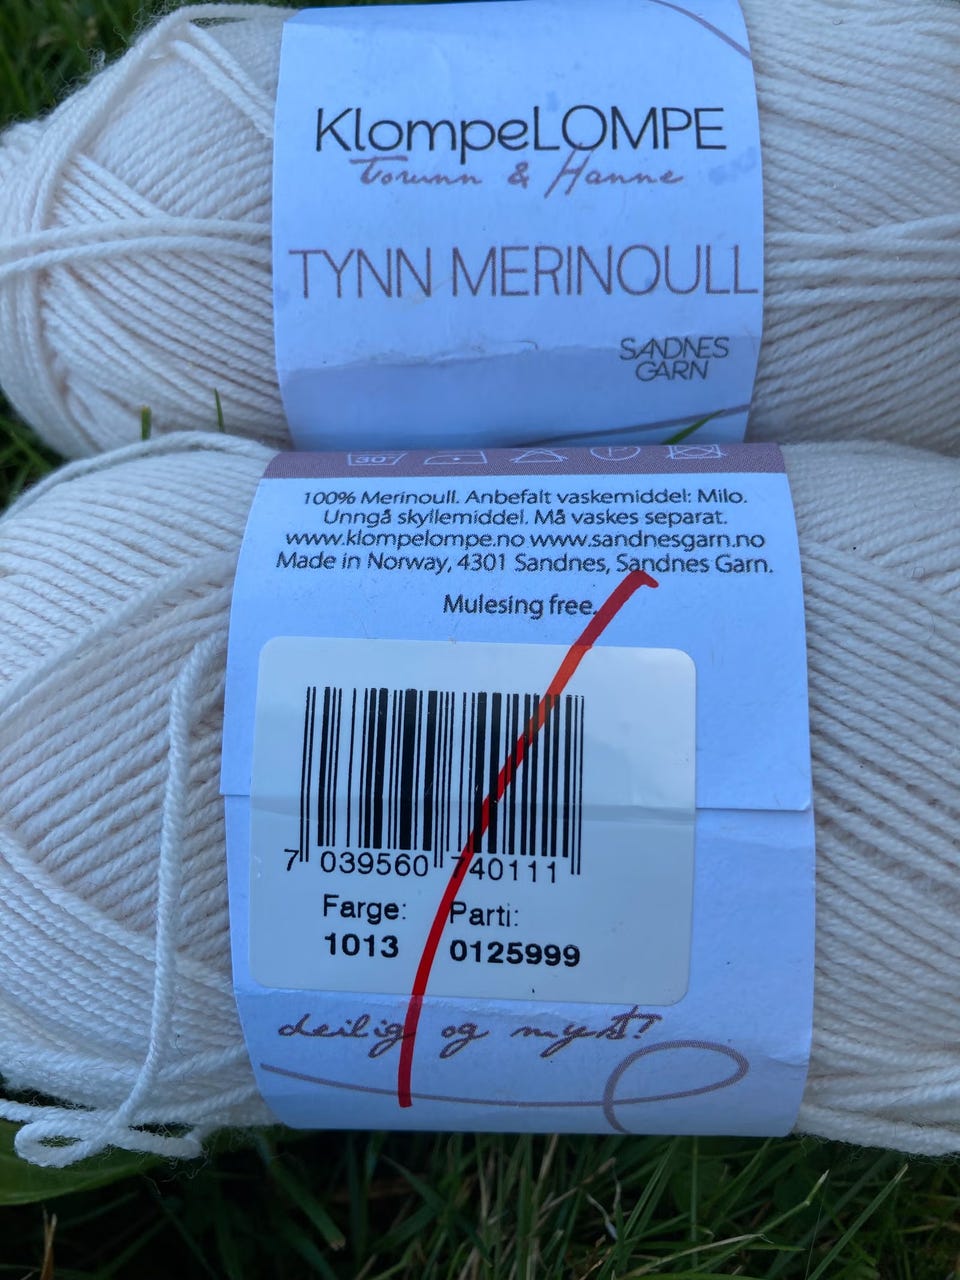 KlompeLOMPE
Torunn & Hanne
TYNN MERINOULL
SANDNES
GARN
30°
P
100% Merinoull. Anbefalt vaskemiddel: Milo.
Unngå skyllemiddel. Må vaskes separat.
www.klompelompe.no www.sandnesgarn.no
Made in Norway, 4301 Sandnes, Sandnes Garn.
Mulesing free.
7 039560 740111
Farge: Parti:
1013 0125999
deilig og mykt!